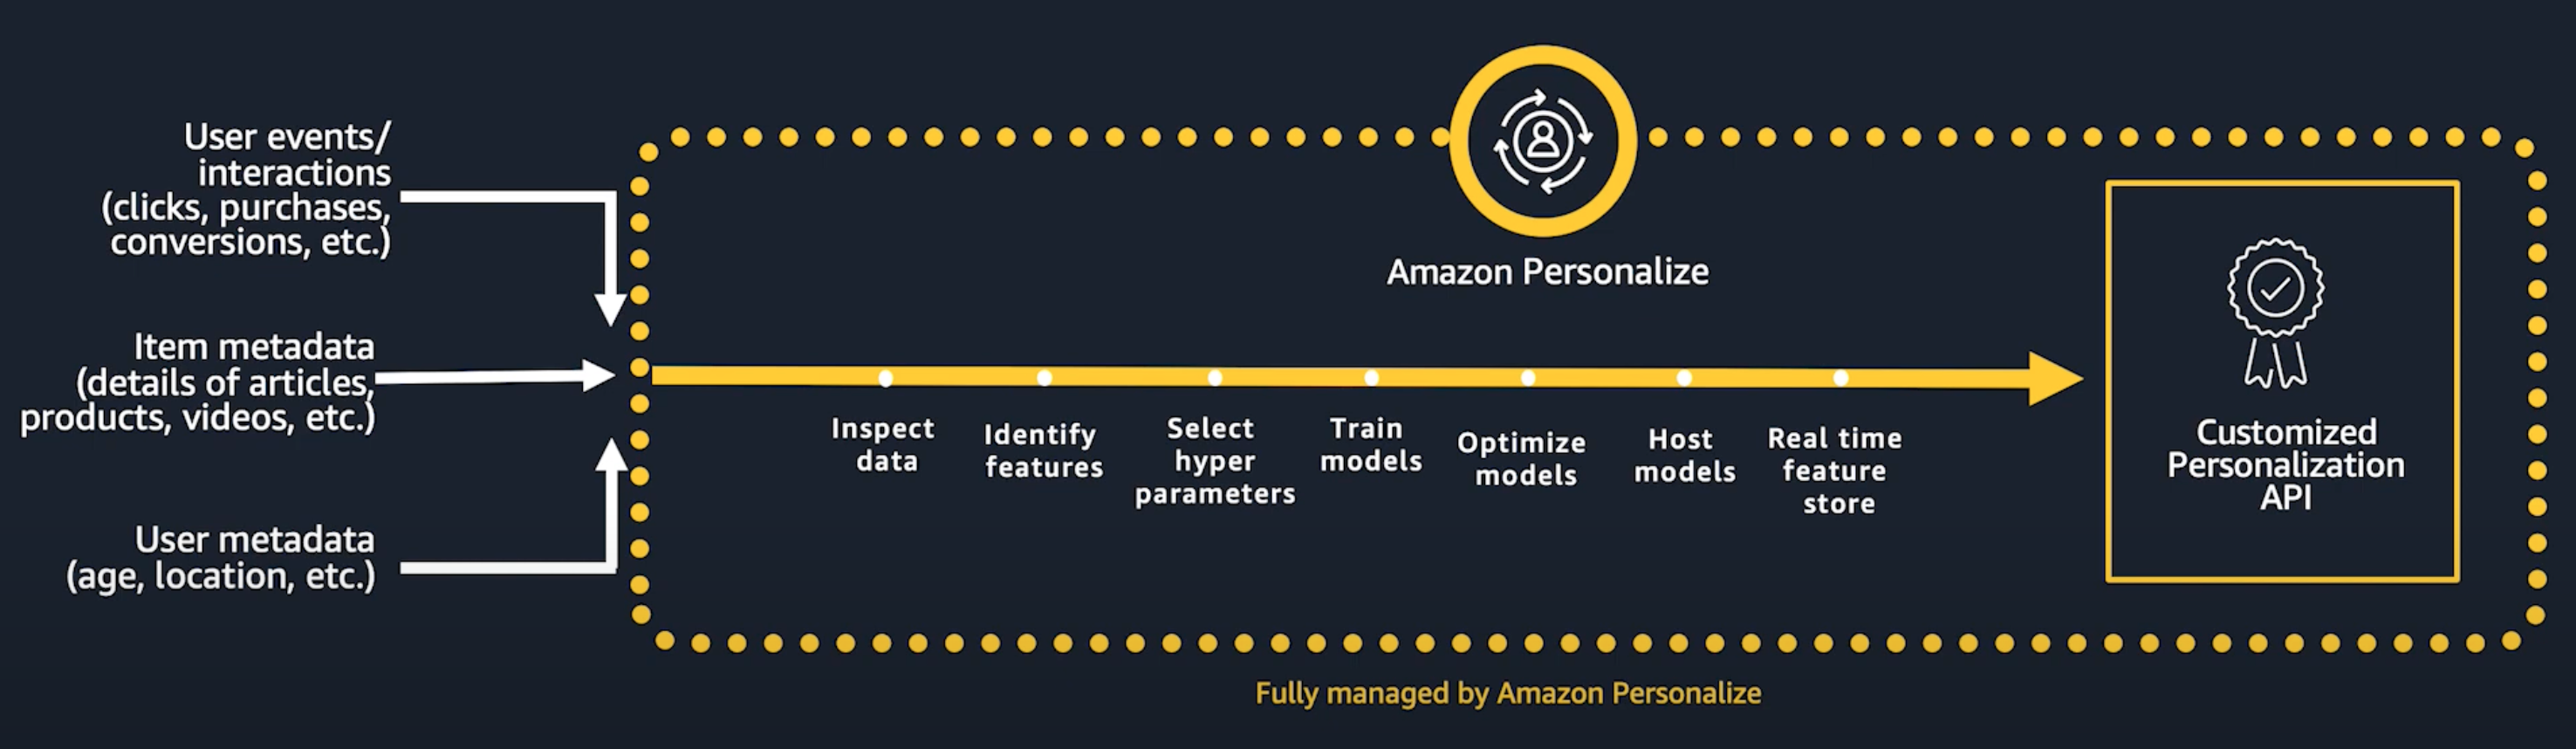 User events/
interactions
(clicks, purchases,
conversions, etc.)
Item metadata
(details of articles,
products, videos, etc.)
User metadata
(age, location, etc.)
Amazon Personalize
Inspect
data
Identify
features
Select
hyper
parameters
Train
models
Optimize
models
Host
models
Real time
feature
store
Customized
Personalization
API
Fully managed by Amazon Personalize